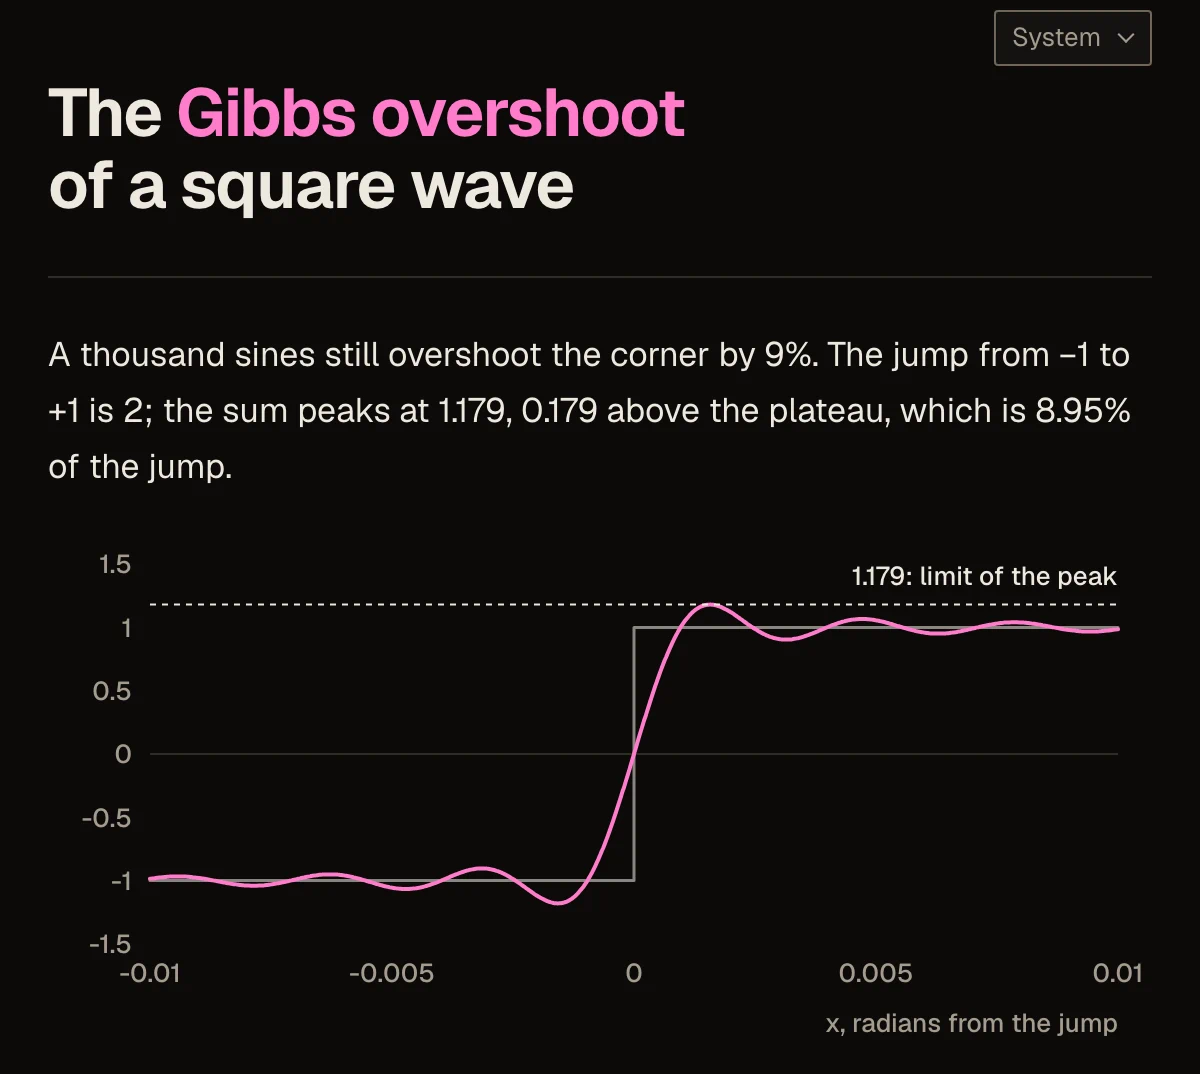 System
The Gibbs overshoot
of a square wave
A thousand sines still overshoot the corner by 9%. The jump from −1 to
+1 is 2; the sum peaks at 1.179, 0.179 above the plateau, which is 8.95%
of the jump.
1.5
1.179: limit of the peak
1
0.5
0
-0.5
-1
-1.5
-0.01 -0.005 0 0.005 0.01
x, radians from the jump